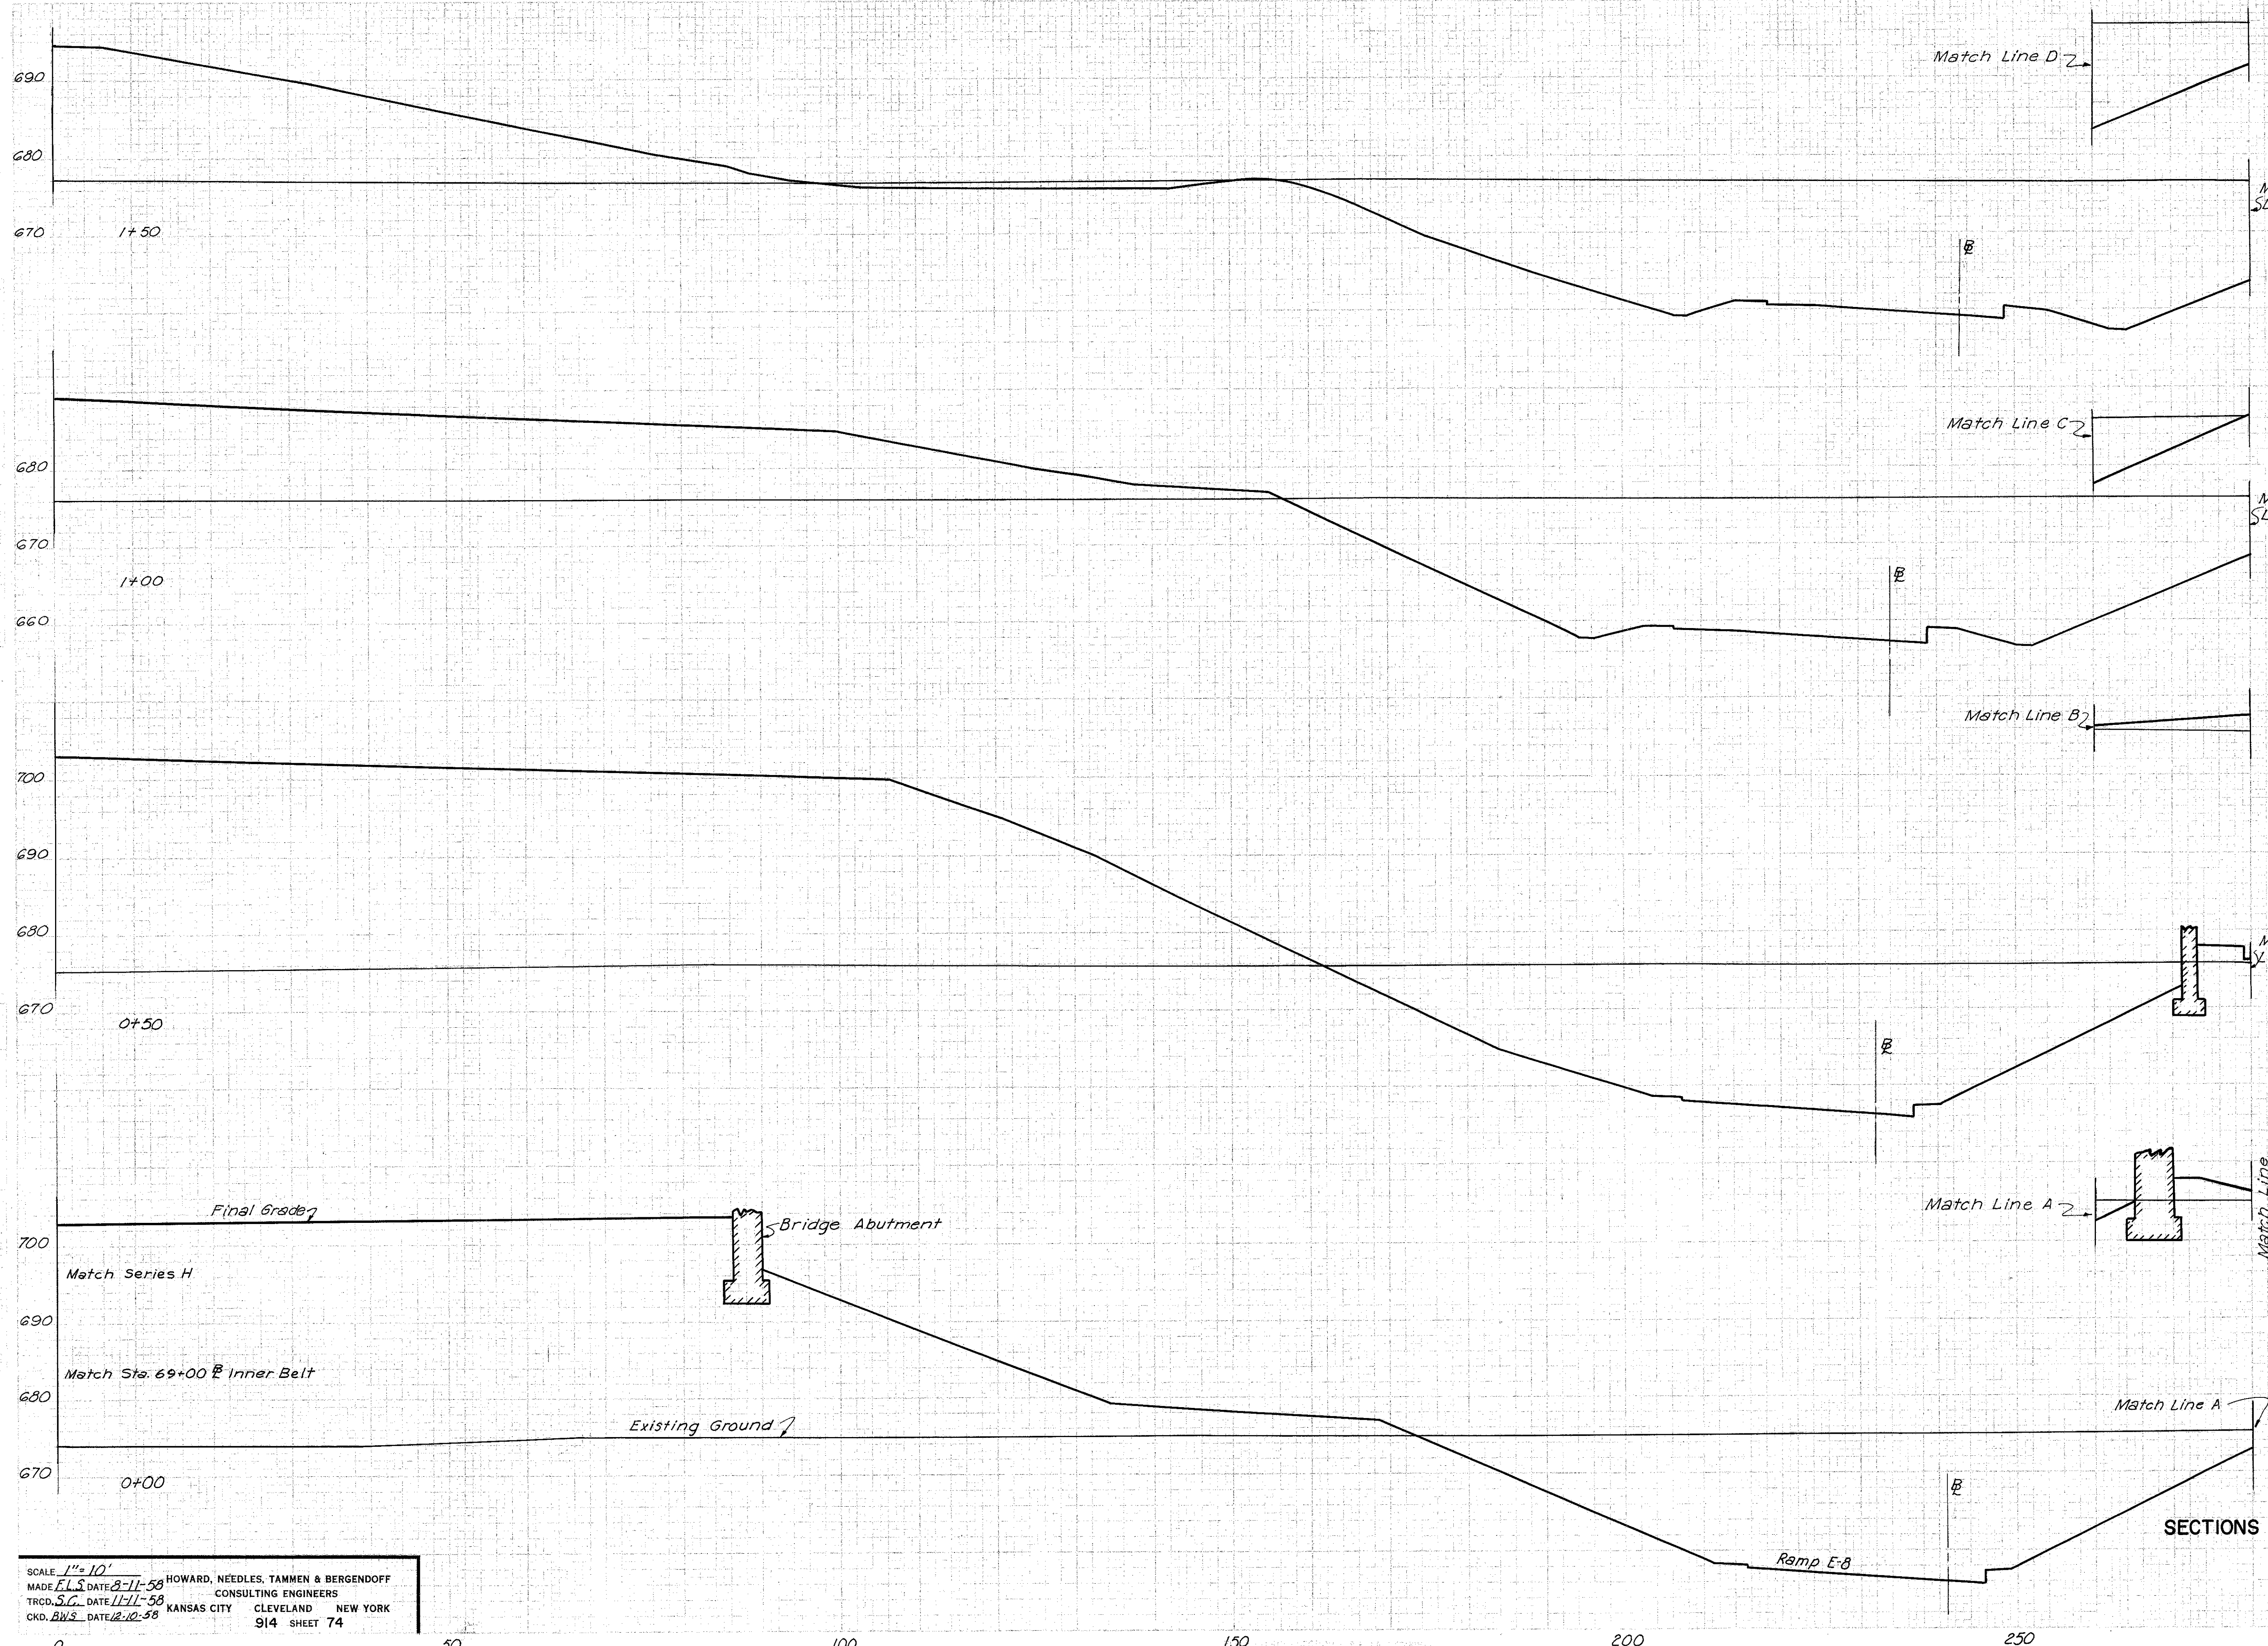 Match Line D
690
680
670
1+50
℄
Match Line C
680
670
1+00
660
℄
Match Line B
700
690
680
670
0+50
℄
Final Grade
Bridge Abutment
Match Line A
Match Line
700
Match Series H
690
Match Sta. 69+00 ℄ Inner Belt
680
Existing Ground
Match Line A
670
0+00
℄
SECTIONS
Ramp E-8
SCALE 1"=10'
MADE F.L.S. DATE 8-11-58
TRCD. S.C. DATE 11-11-58
CKD. BWS DATE 12-10-58
HOWARD, NEEDLES, TAMMEN & BERGENDOFF
CONSULTING ENGINEERS
KANSAS CITY CLEVELAND NEW YORK
914 SHEET 74
0 50 100 150 200 250